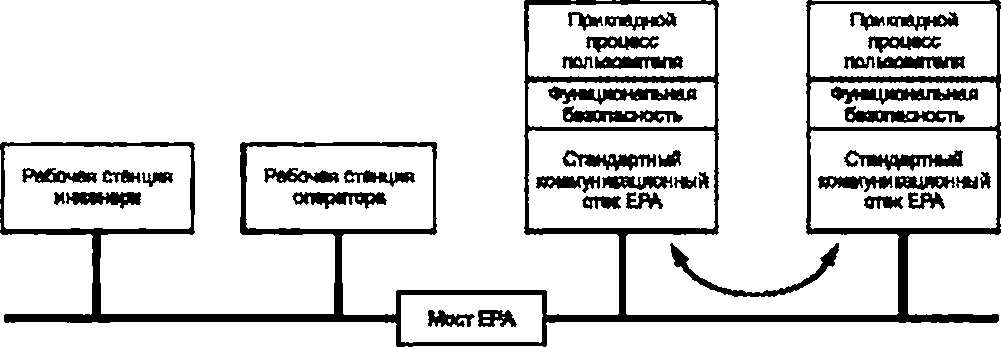 Прикладной
процесс
пользователя
Функциональная
безопасность
Стандартный
коммуникационный
стек EPA
Прикладной
процесс
пользователя
Функциональная
безопасность
Стандартный
коммуникационный
стек EPA
Рабочая станция
инженера
Рабочая станция
оператора
Мост EPA